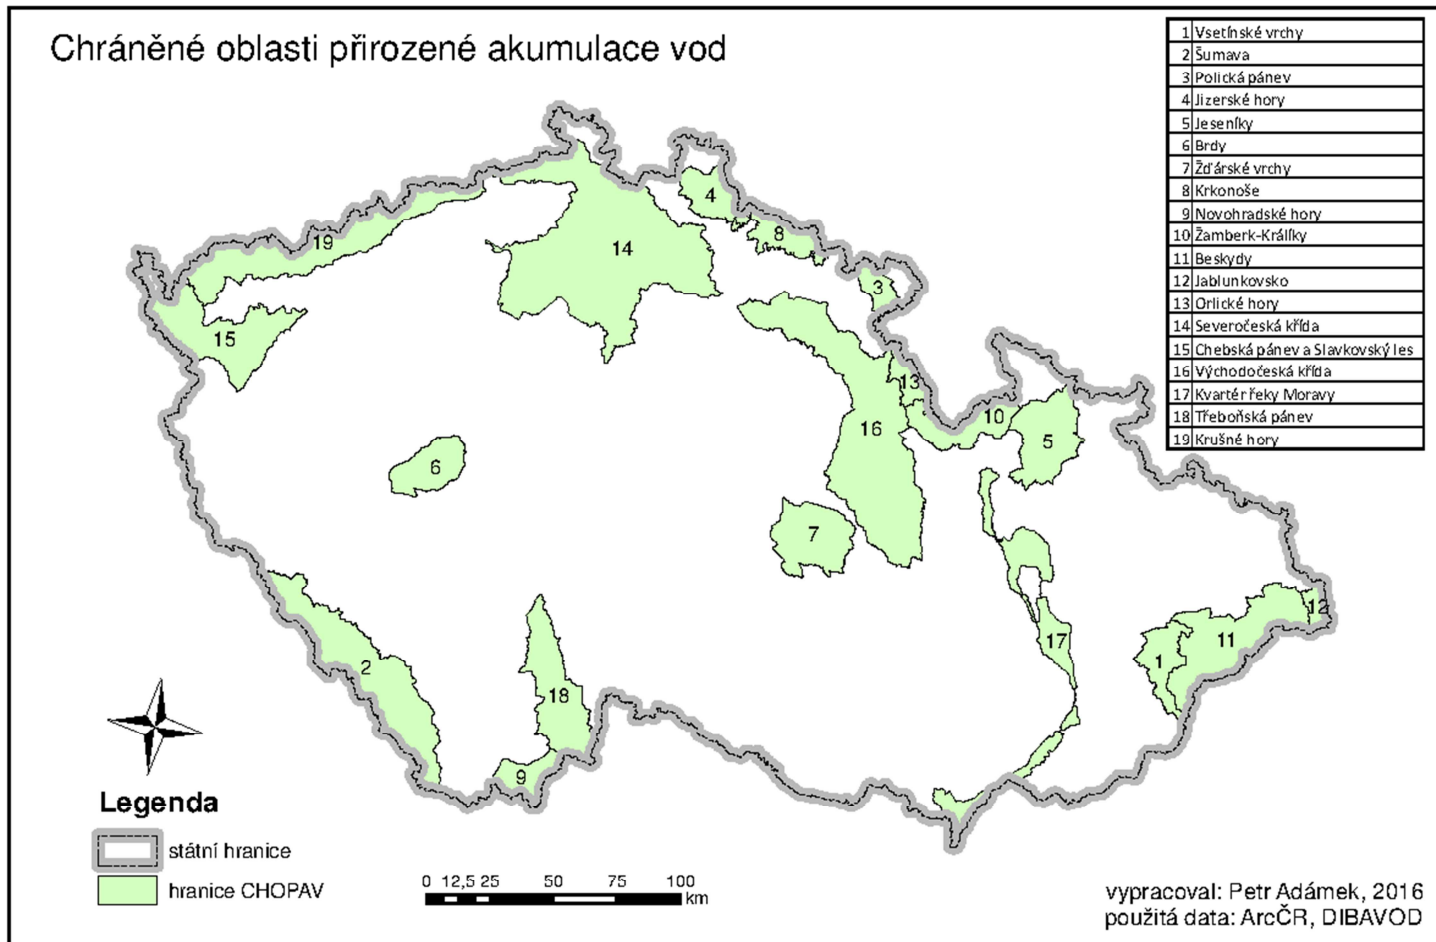 Chráněné oblasti přirozené akumulace vod
1 Vsetínské vrchy
2 Šumava
3 Polická pánev
4 Jizerské hory
5 Jeseníky
6 Brdy
7 Žďárské vrchy
8 Krkonoše
9 Novohradské hory
10 Žamberk-Králíky
11 Beskydy
12 Jablunkovsko
13 Orlické hory
14 Severočeská křída
15 Chebská pánev a Slavkovský les
16 Východočeská křída
17 Kvartér řeky Moravy
18 Třeboňská pánev
19 Krušné hory
4
8
19
14
3
15
13
16
10
5
6
7
12
17
11
1
2
18
9
Legenda
státní hranice
hranice CHOPAV
0 12,5 25 50 75 100
km
vypracoval: Petr Adámek, 2016
použitá data: ArcČR, DIBAVOD